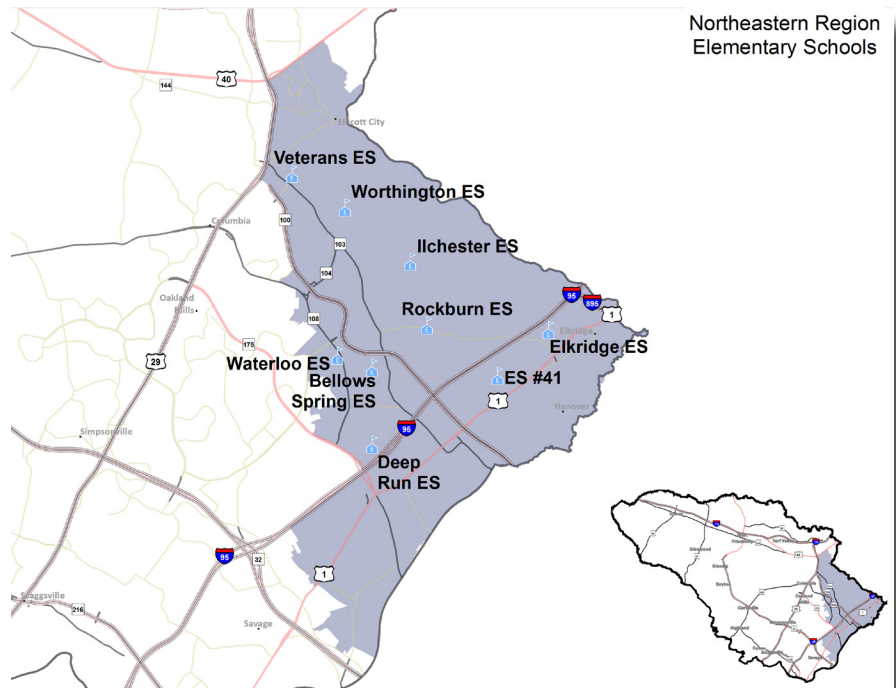 Northeastern Region
Elementary Schools
40
144
Ellicott City
Veterans ES
E
Worthington ES
E
100
Columbia
103
Ilchester ES
E
104
95
895
Oakland
Mills
Rockburn ES
E
1
108
Elkridge
E
Elkridge ES
175
29
Waterloo ES
E
Bellows
Spring ES
E
ES #41
E
1
Hanover
Simpsonville
95
E
Deep
Run ES
95
32
1
Scaggsville
216
Savage